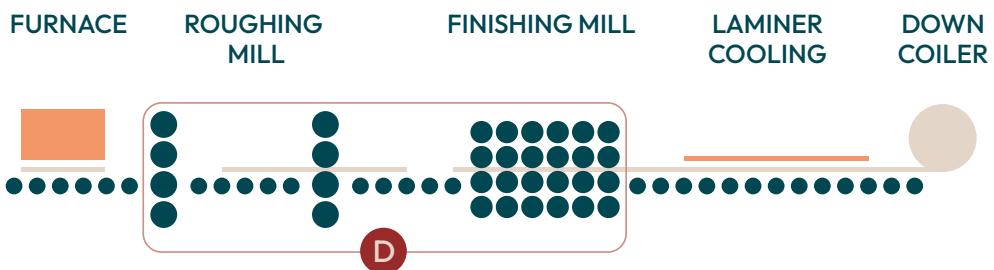 FURNACE
ROUGHING
MILL
FINISHING MILL
LAMINER
COOLING
DOWN
COILER
D